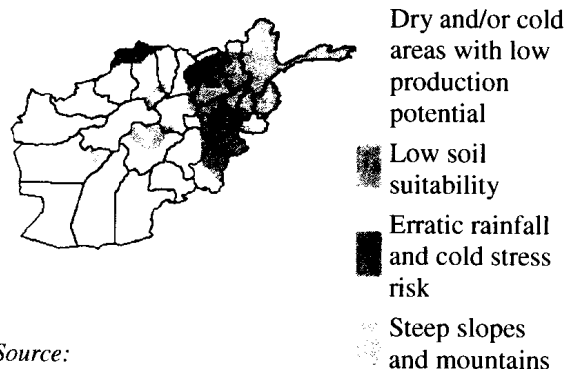 Dry and/or cold
areas with low
production
potential
Low soil
suitability
Erratic rainfall
and cold stress
risk
Steep slopes
and mountains
Source: